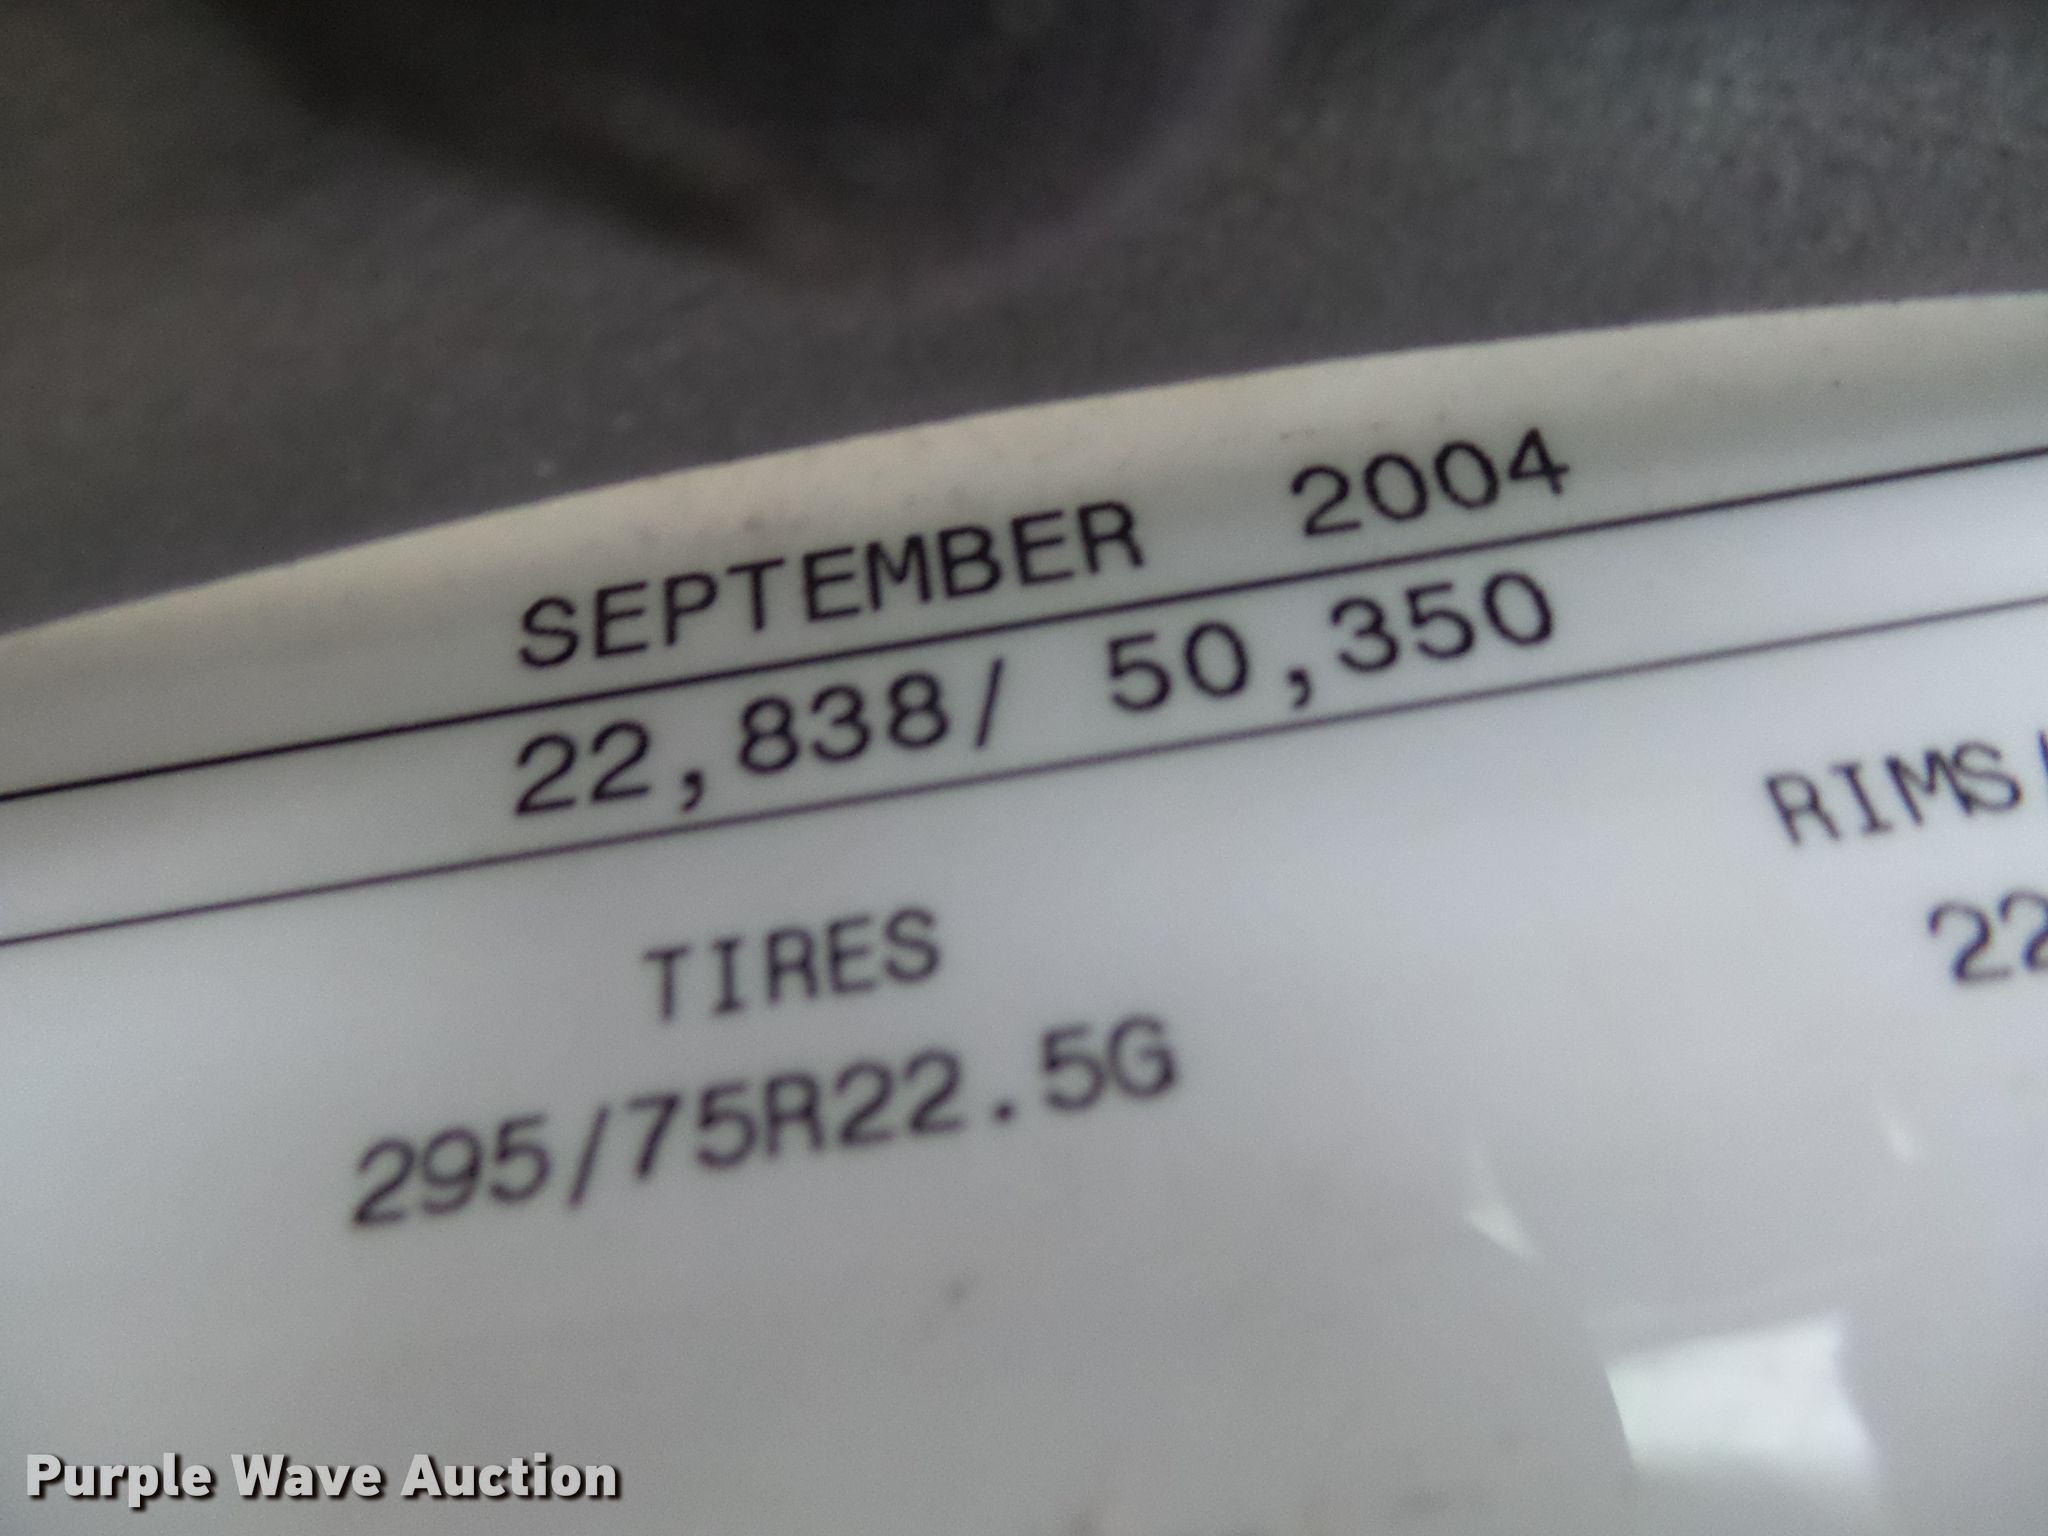 SEPTEMBER 2004
22,838/ 50,350
TIRES RIMS/
295/75R22.5G 22
Purple Wave Auction